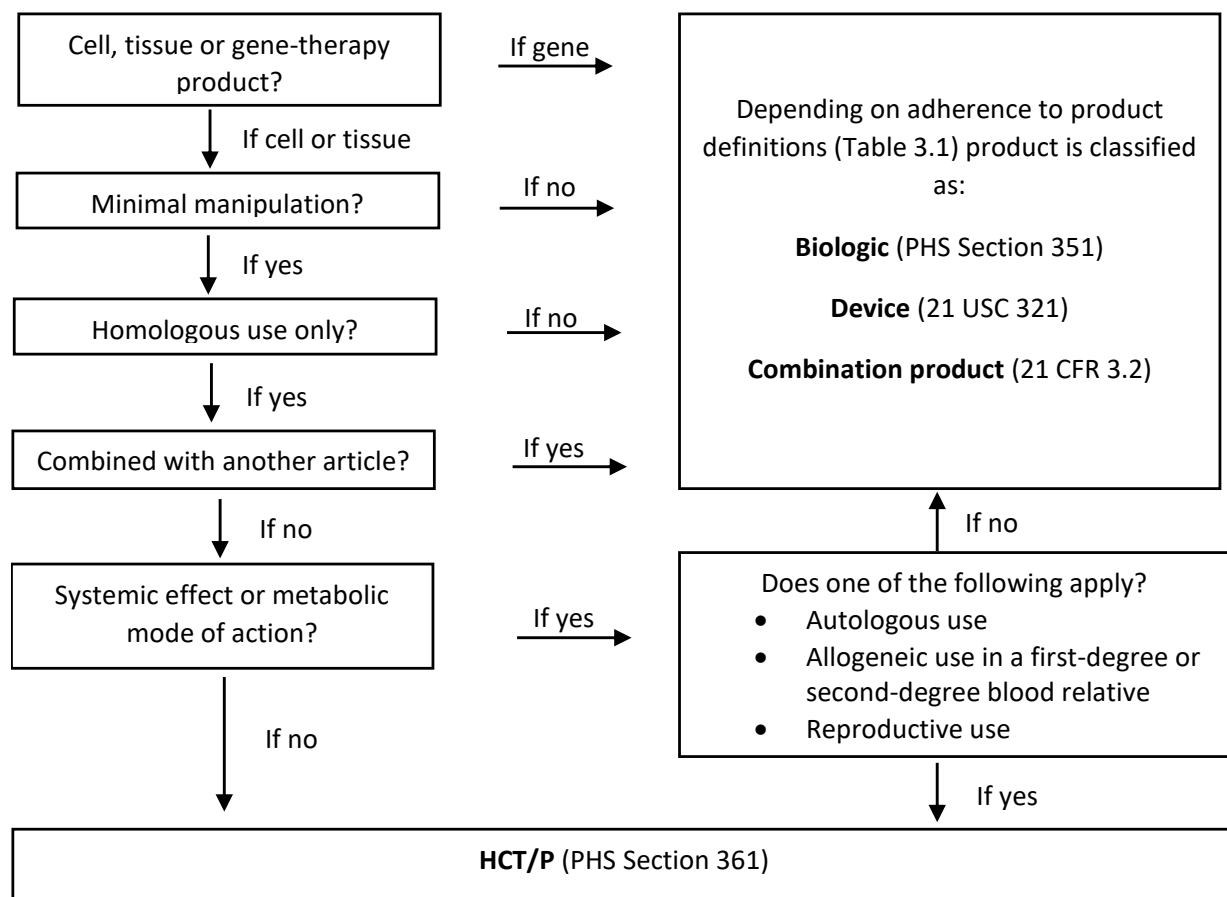 Cell, tissue or gene-therapy
product?
If gene
If cell or tissue
Minimal manipulation?
If no
If yes
Homologous use only?
If no
If yes
Combined with another article?
If yes
If no
Systemic effect or metabolic
mode of action?
If yes
If no
Depending on adherence to product
definitions (Table 3.1) product is classified
as:
Biologic (PHS Section 351)
Device (21 USC 321)
Combination product (21 CFR 3.2)
If no
Does one of the following apply?
• Autologous use
• Allogeneic use in a first-degree or
second-degree blood relative
• Reproductive use
If yes
HCT/P (PHS Section 361)